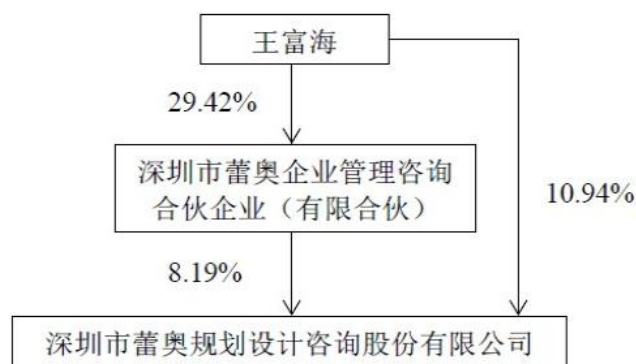 王富海
29.42%
深圳市蕾奥企业管理咨询
合伙企业（有限合伙）
10.94%
8.19%
深圳市蕾奥规划设计咨询股份有限公司